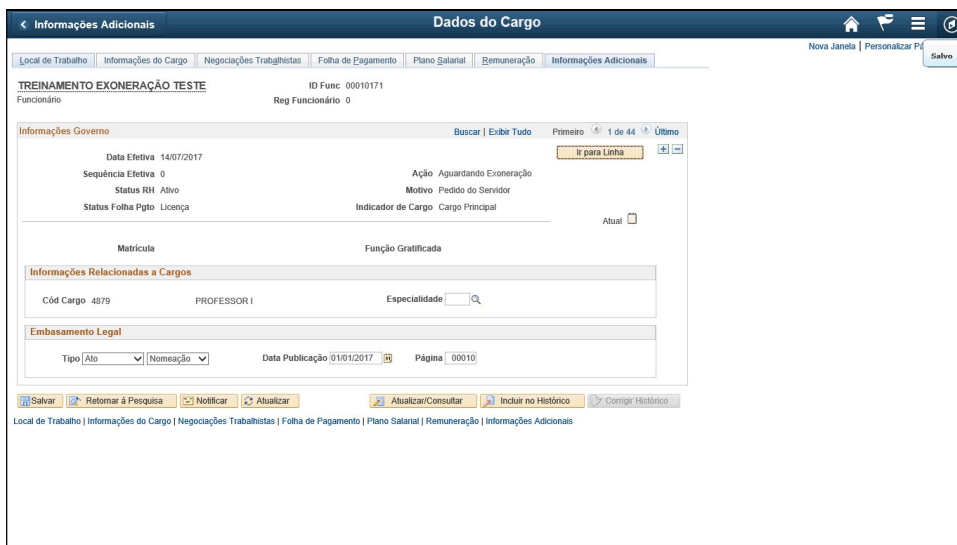 Informações Adicionais Dados do Cargo
Nova Janela | Personalizar Pá
Salvo
Local de Trabalho Informações do Cargo Negociações Trabalhistas Folha de Pagamento Plano Salarial Remuneração Informações Adicionais
TREINAMENTO EXONERAÇÃO TESTE ID Func 00010171
Funcionário Reg Funcionário 0
Informações Governo Buscar | Exibir Tudo Primeiro 1 de 44 Último
Ir para Linha
Data Efetiva 14/07/2017
Sequência Efetiva 0 Ação Aguardando Exoneração
Status RH Ativo Motivo Pedido do Servidor
Status Folha Pgto Licença Indicador de Cargo Cargo Principal
Atual
Matrícula Função Gratificada
Informações Relacionadas a Cargos
Cód Cargo 4879 PROFESSOR I Especialidade
Embasamento Legal
Tipo Ato Nomeação Data Publicação 01/01/2017 Página 00010
Salvar Retornar à Pesquisa Notificar Atualizar Atualizar/Consultar Incluir no Histórico Corrigir Histórico
Local de Trabalho | Informações do Cargo | Negociações Trabalhistas | Folha de Pagamento | Plano Salarial | Remuneração | Informações Adicionais